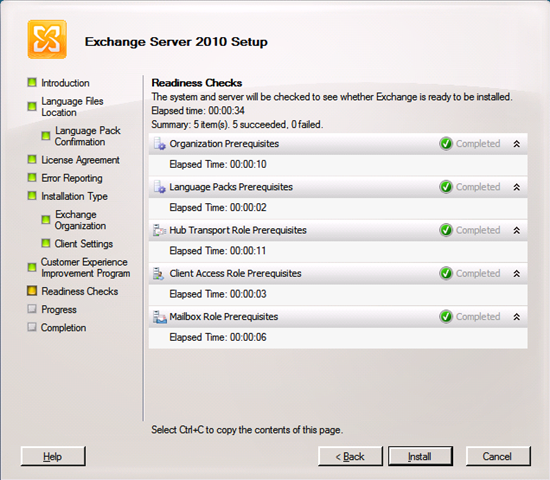 Exchange Server 2010 Setup
Introduction
Language Files
Location
Language Pack
Confirmation
License Agreement
Error Reporting
Installation Type
Exchange
Organization
Client Settings
Customer Experience
Improvement Program
Readiness Checks
Progress
Completion
Readiness Checks
The system and server will be checked to see whether Exchange is ready to be installed.
Elapsed time: 00:00:34
Summary: 5 item(s). 5 succeeded, 0 failed.
Organization Prerequisites Completed
Elapsed Time: 00:00:10
Language Packs Prerequisites Completed
Elapsed Time: 00:00:02
Hub Transport Role Prerequisites Completed
Elapsed Time: 00:00:11
Client Access Role Prerequisites Completed
Elapsed Time: 00:00:03
Mailbox Role Prerequisites Completed
Elapsed Time: 00:00:06
Select Ctrl+C to copy the contents of this page.
Help < Back Install Cancel